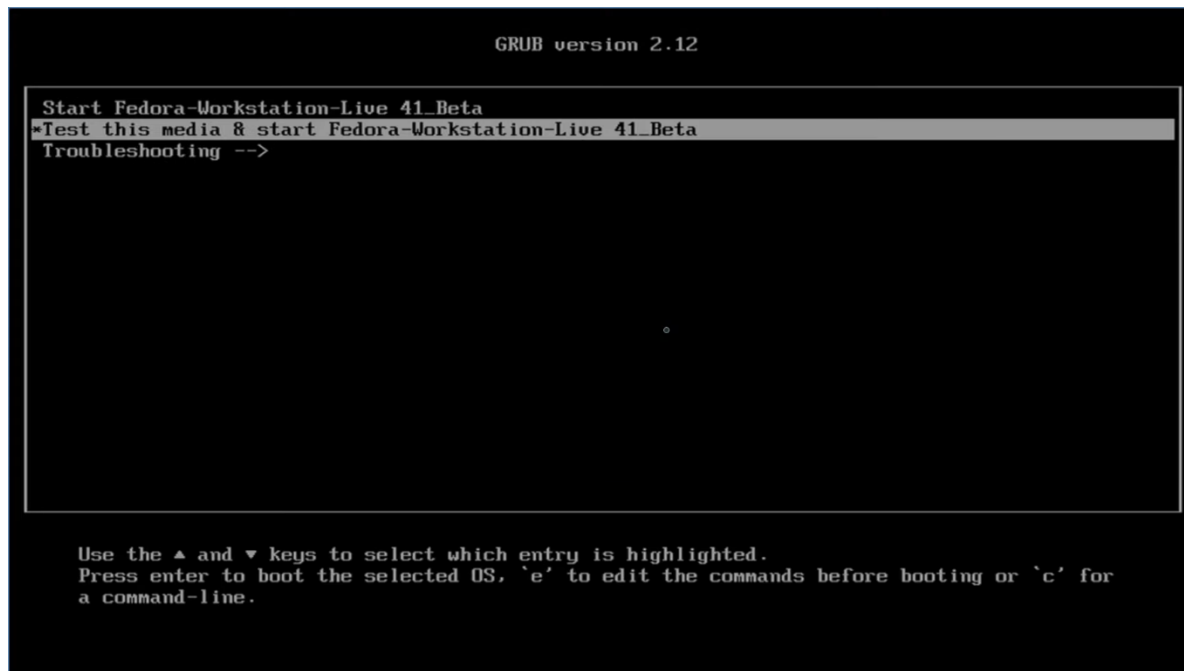 GRUB version 2.12
Start Fedora-Workstation-Live 41_Beta
*Test this media & start Fedora-Workstation-Live 41_Beta
Troubleshooting -->
Use the ▲ and ▼ keys to select which entry is highlighted.
Press enter to boot the selected OS, `e' to edit the commands before booting or `c' for
a command-line.